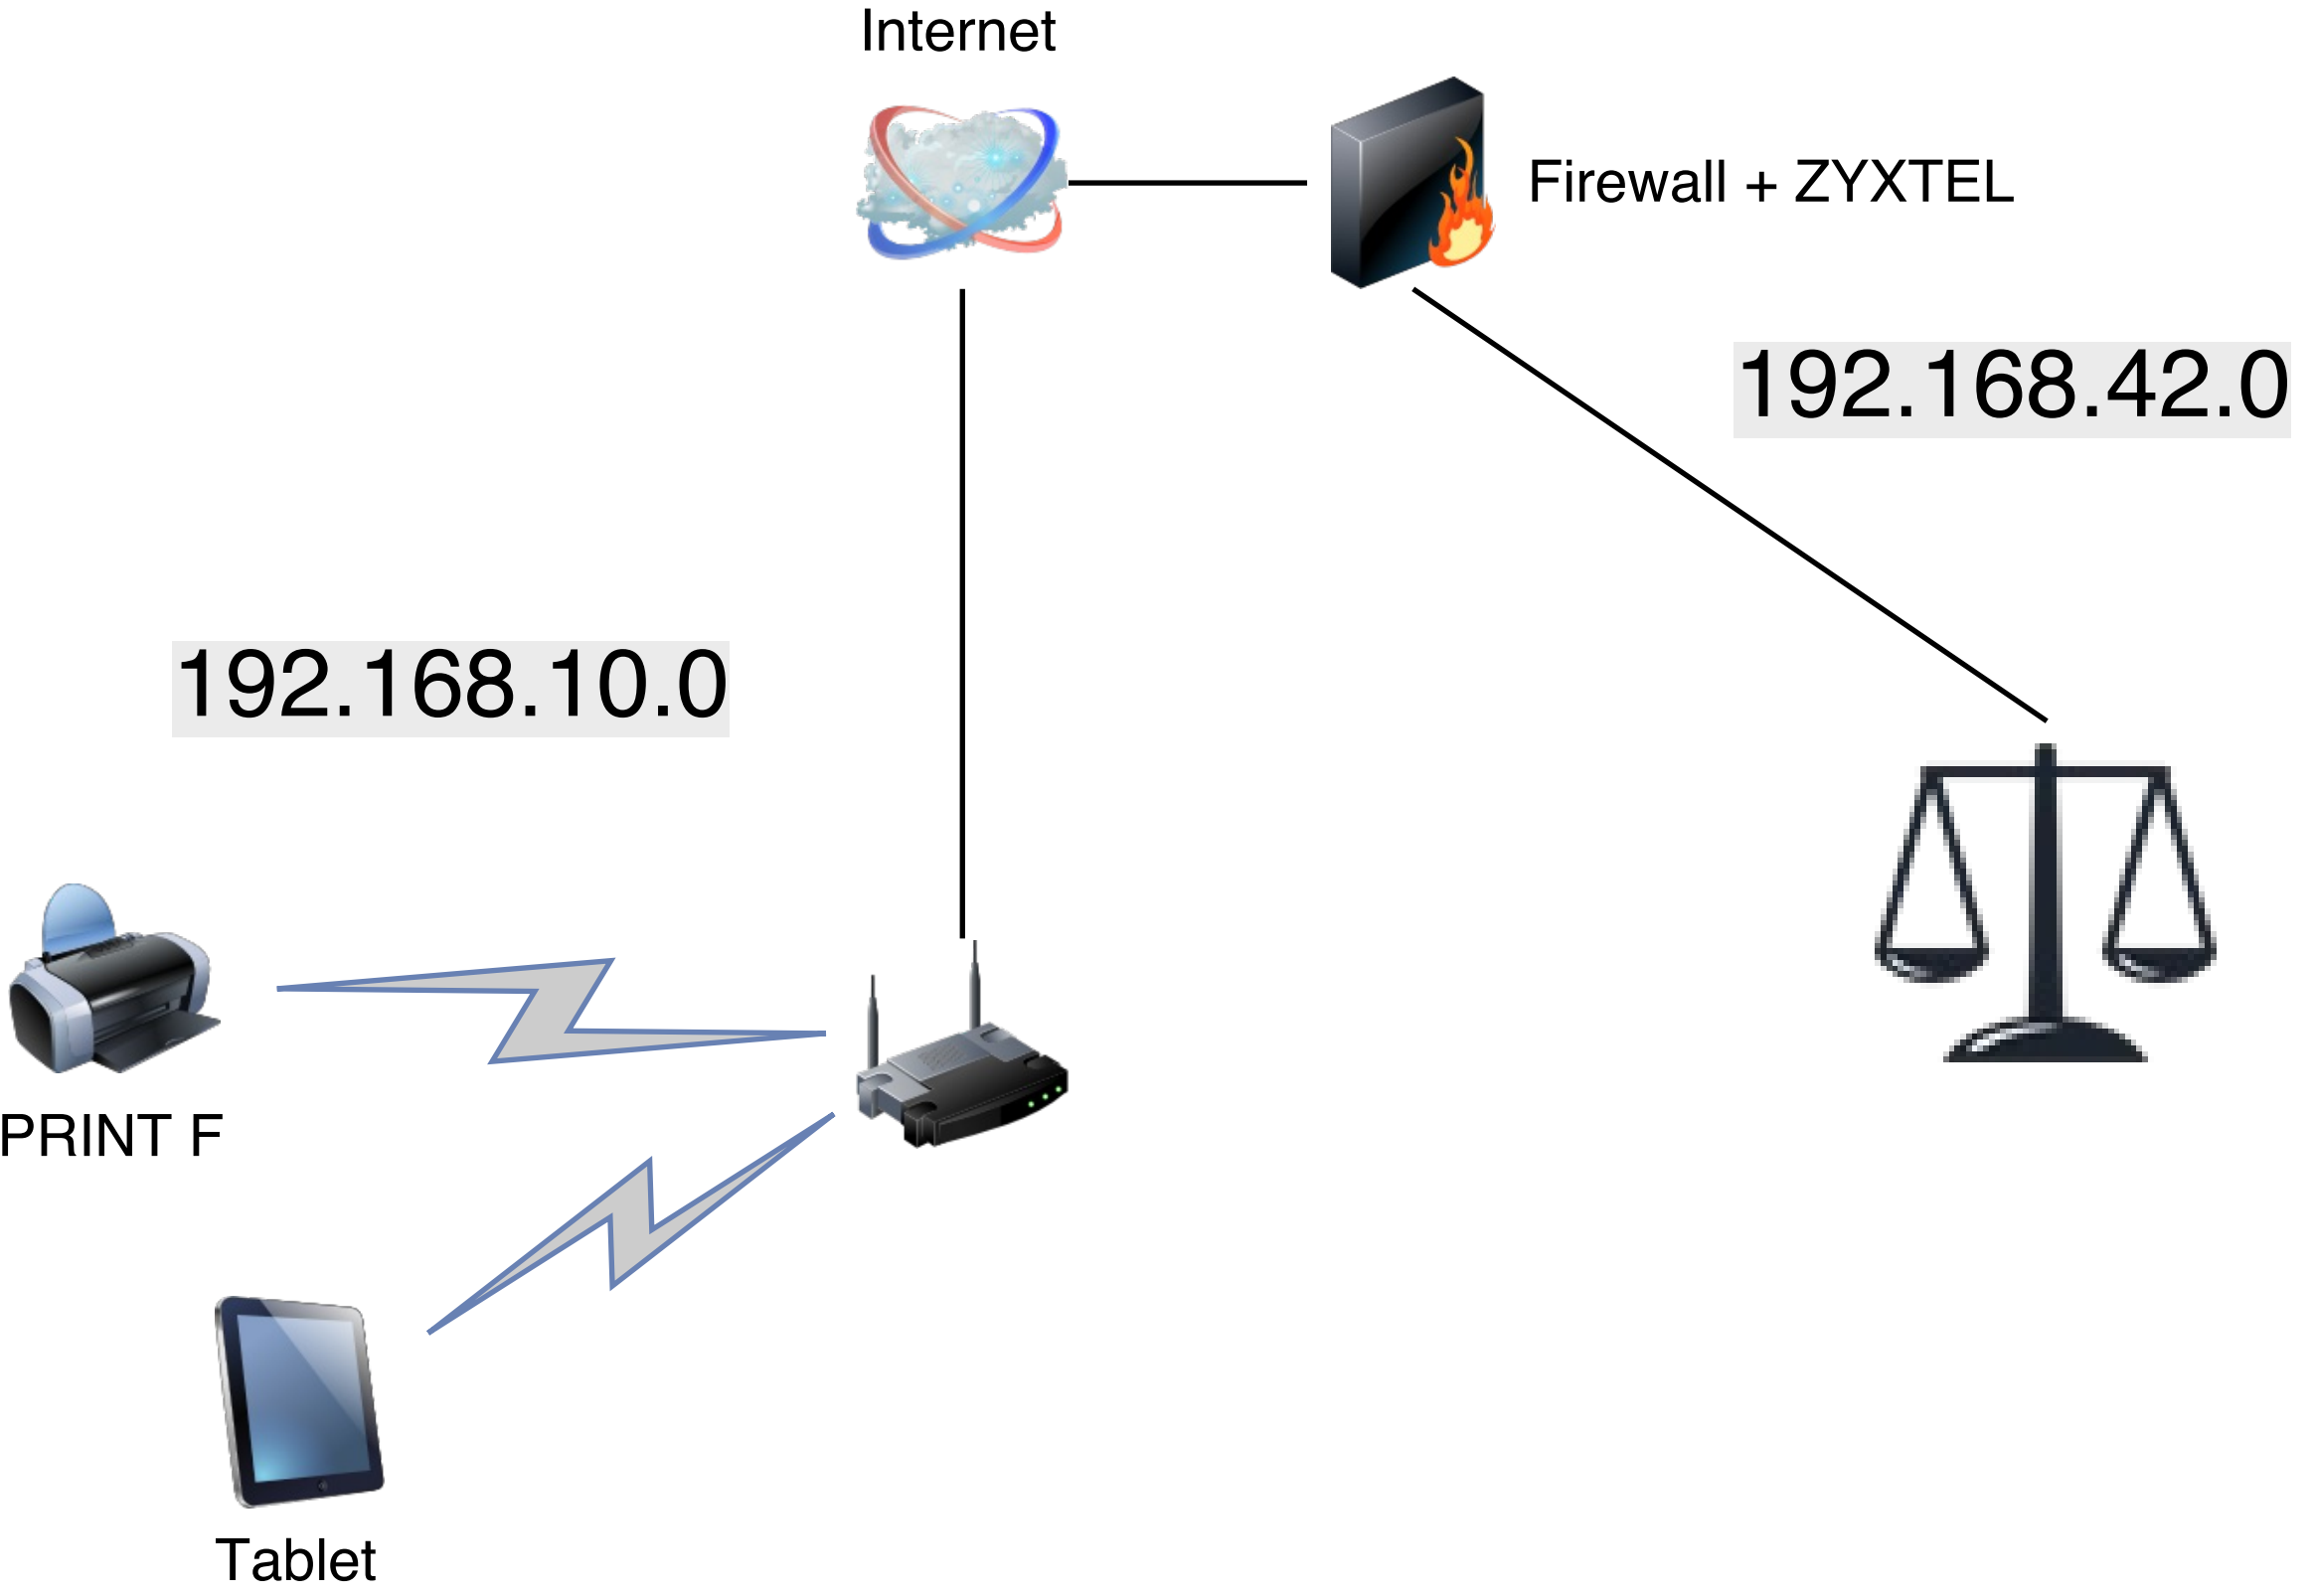 Internet
Firewall + ZYXTEL
192.168.42.0
192.168.10.0
PRINT F
Tablet